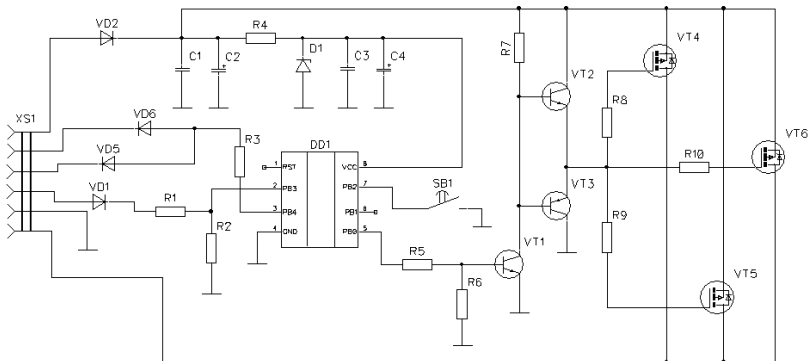 VD2
R4
C1
C2
D1
C3
C4
R7
VT2
VT4
XS1
VD6
R3
DD1
R8
VT6
VD5
1
RST
VCC
8
R10
VD1
R1
2
PB3
PB2
7
SB1
VT3
3
PB4
PB1
6
R2
4
GND
PB0
5
R9
R5
VT1
R6
VT5